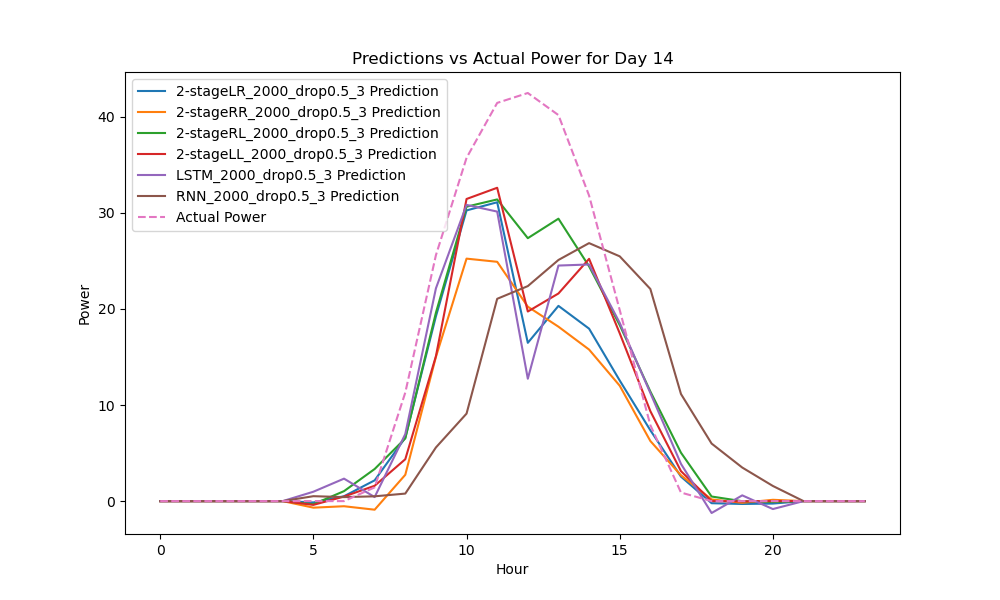 Predictions vs Actual Power for Day 14
2-stageLR_2000_drop0.5_3 Prediction
2-stageRR_2000_drop0.5_3 Prediction
2-stageRL_2000_drop0.5_3 Prediction
2-stageLL_2000_drop0.5_3 Prediction
LSTM_2000_drop0.5_3 Prediction
RNN_2000_drop0.5_3 Prediction
Actual Power
Power
40
30
20
10
0
0 5 10 15 20
Hour